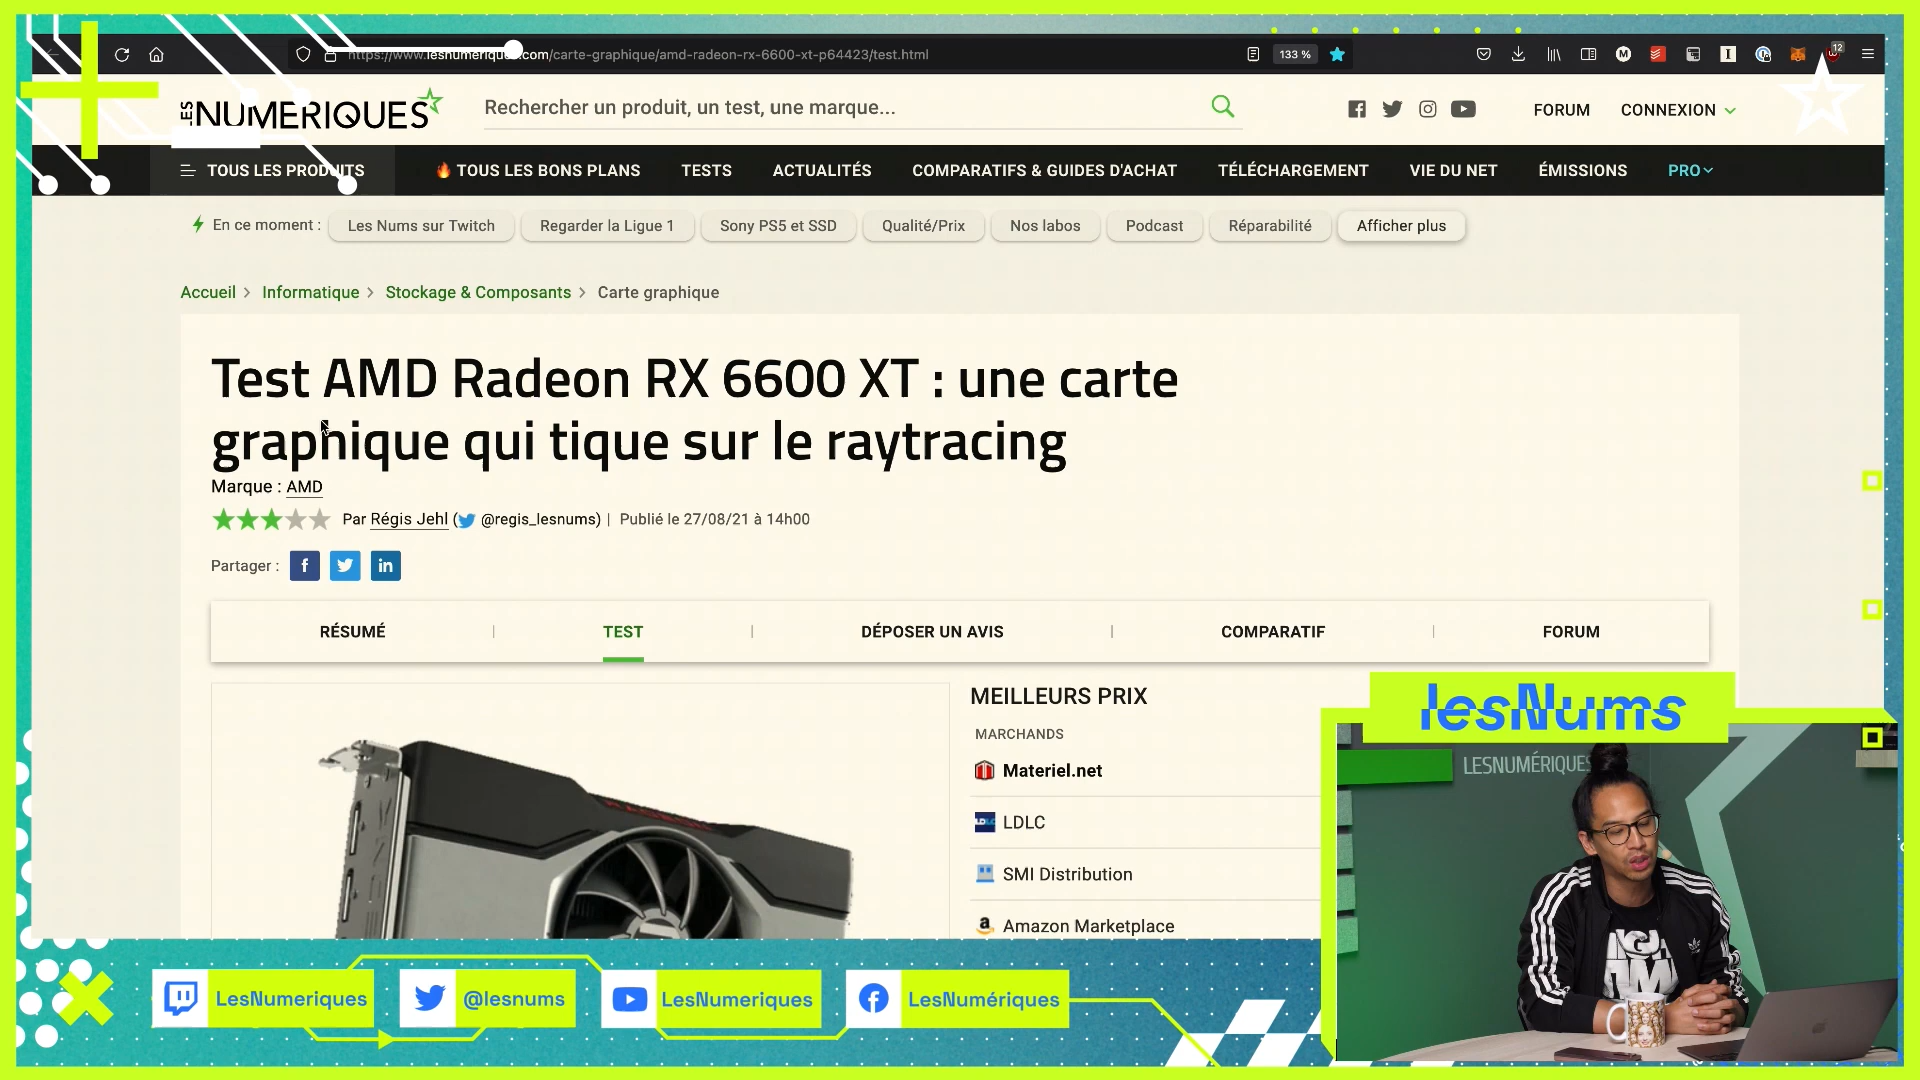 https://www.lesnumeriques.com/carte-graphique/amd-radeon-rx-6600-xt-p64423/test.html
133 %
12
LES NUMERIQUES
Rechercher un produit, un test, une marque...
FORUM
CONNEXION
TOUS LES PRODUITS
TOUS LES BONS PLANS
TESTS
ACTUALITÉS
COMPARATIFS & GUIDES D'ACHAT
TÉLÉCHARGEMENT
VIE DU NET
ÉMISSIONS
PRO
En ce moment :
Les Nums sur Twitch
Regarder la Ligue 1
Sony PS5 et SSD
Qualité/Prix
Nos labos
Podcast
Réparabilité
Afficher plus
Accueil > Informatique > Stockage & Composants > Carte graphique
Test AMD Radeon RX 6600 XT : une carte
graphique qui tique sur le raytracing
Marque : AMD
Par Régis Jehl ( @regis_lesnums) | Publié le 27/08/21 à 14h00
Partager :
RÉSUMÉ
TEST
DÉPOSER UN AVIS
COMPARATIF
FORUM
MEILLEURS PRIX
MARCHANDS
Materiel.net
LDLC
SMI Distribution
Amazon Marketplace
lesNums
LESNUMÉRIQUES
LesNumeriques
@lesnums
LesNumeriques
LesNumériques